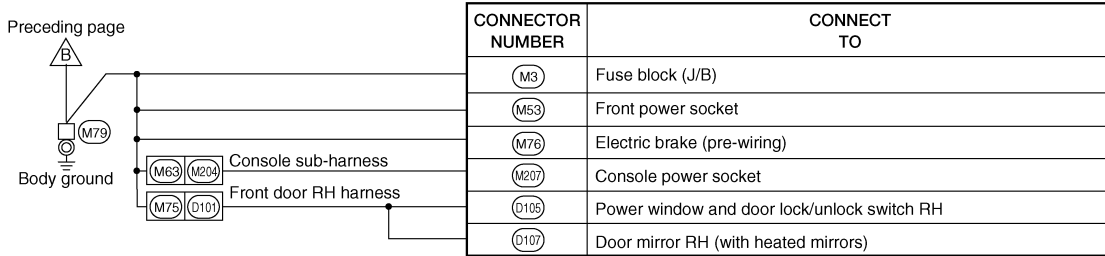 Preceding page
B
M79
Body ground
M63 M204 Console sub-harness
M75 D101 Front door RH harness
CONNECTOR NUMBER CONNECT TO
M3 Fuse block (J/B)
M53 Front power socket
M76 Electric brake (pre-wiring)
M207 Console power socket
D105 Power window and door lock/unlock switch RH
D107 Door mirror RH (with heated mirrors)